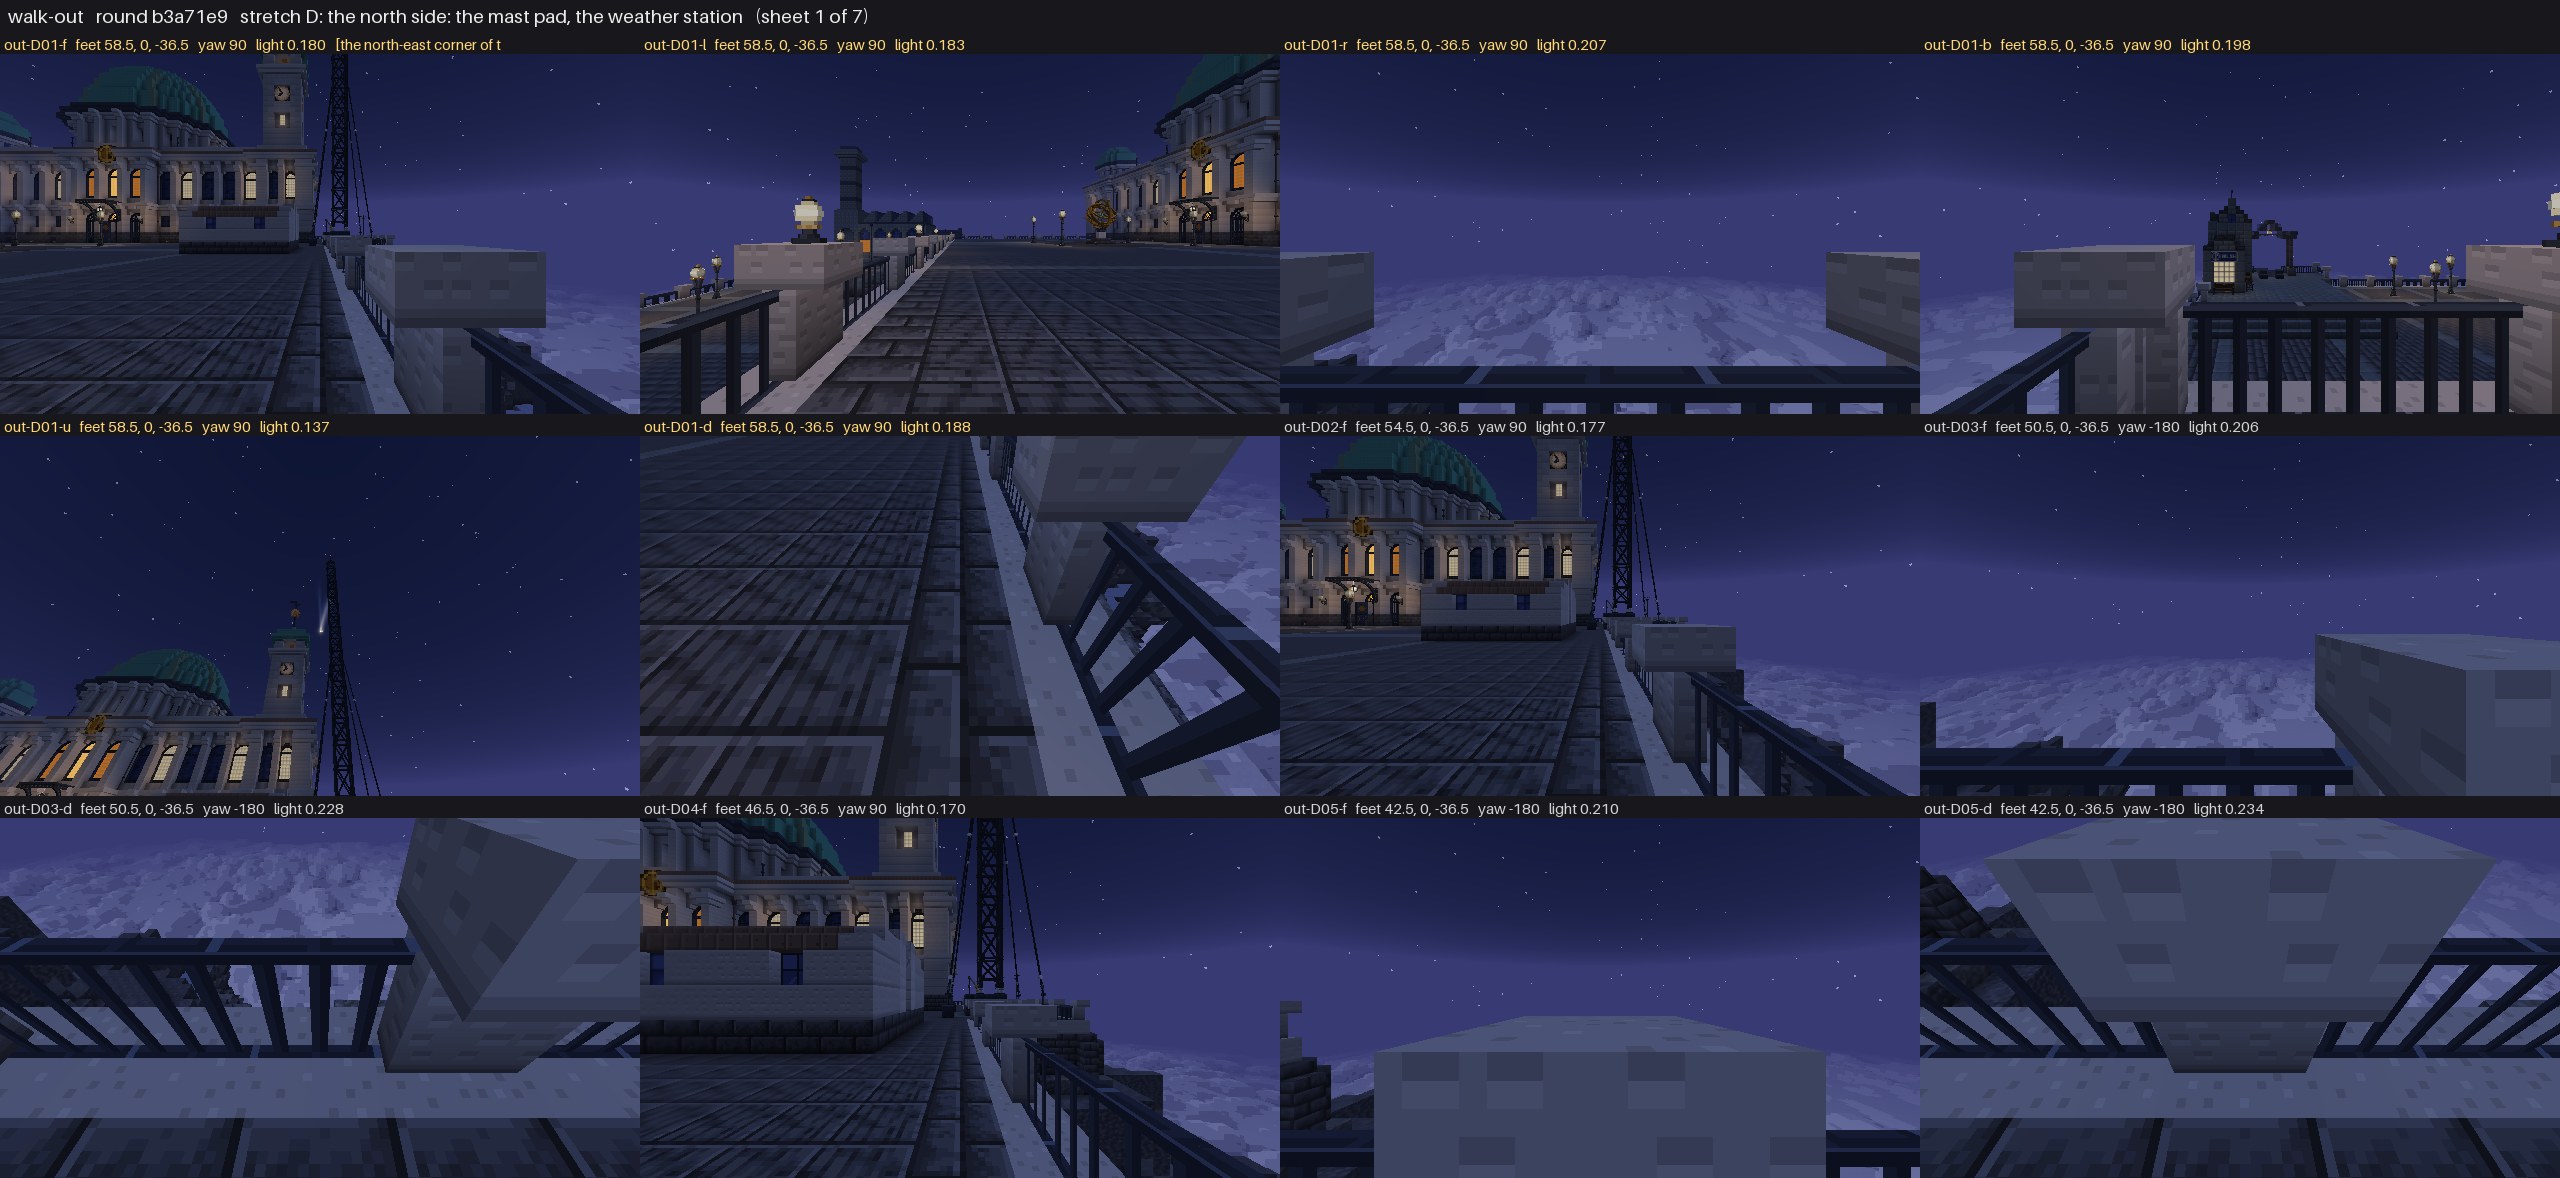 walk-out round b3a71e9 stretch D: the north side: the mast pad, the weather station (sheet 1 of 7)
out-D01-f feet 58.5, 0, -36.5 yaw 90 light 0.180 [the north-east corner of t
out-D01-l feet 58.5, 0, -36.5 yaw 90 light 0.183
out-D01-r feet 58.5, 0, -36.5 yaw 90 light 0.207
out-D01-b feet 58.5, 0, -36.5 yaw 90 light 0.198
out-D01-u feet 58.5, 0, -36.5 yaw 90 light 0.137
out-D01-d feet 58.5, 0, -36.5 yaw 90 light 0.188
out-D02-f feet 54.5, 0, -36.5 yaw 90 light 0.177
out-D03-f feet 50.5, 0, -36.5 yaw -180 light 0.206
out-D03-d feet 50.5, 0, -36.5 yaw -180 light 0.228
out-D04-f feet 46.5, 0, -36.5 yaw 90 light 0.170
out-D05-f feet 42.5, 0, -36.5 yaw -180 light 0.210
out-D05-d feet 42.5, 0, -36.5 yaw -180 light 0.234